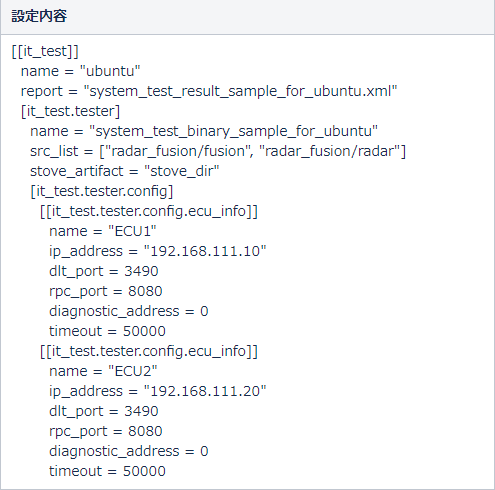 設定内容
[[it_test]]
name = "ubuntu"
report = "system_test_result_sample_for_ubuntu.xml"
[it_test.tester]
name = "system_test_binary_sample_for_ubuntu"
src_list = ["radar_fusion/fusion", "radar_fusion/radar"]
stove_artifact = "stove_dir"
[it_test.tester.config]
[[it_test.tester.config.ecu_info]]
name = "ECU1"
ip_address = "192.168.111.10"
dlt_port = 3490
rpc_port = 8080
diagnostic_address = 0
timeout = 50000
[[it_test.tester.config.ecu_info]]
name = "ECU2"
ip_address = "192.168.111.20"
dlt_port = 3490
rpc_port = 8080
diagnostic_address = 0
timeout = 50000